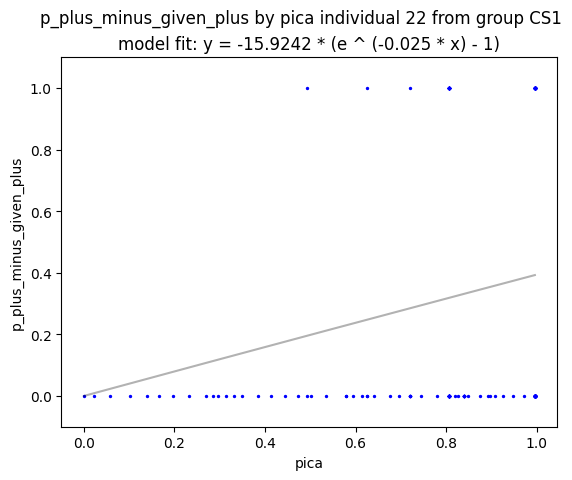 p_plus_minus_given_plus by pica individual 22 from group CS1
model fit: y = -15.9242 * (e ^ (-0.025 * x) - 1)
1.0
0.8
0.6
0.4
0.2
0.0
p_plus_minus_given_plus
0.0 0.2 0.4 0.6 0.8 1.0
pica